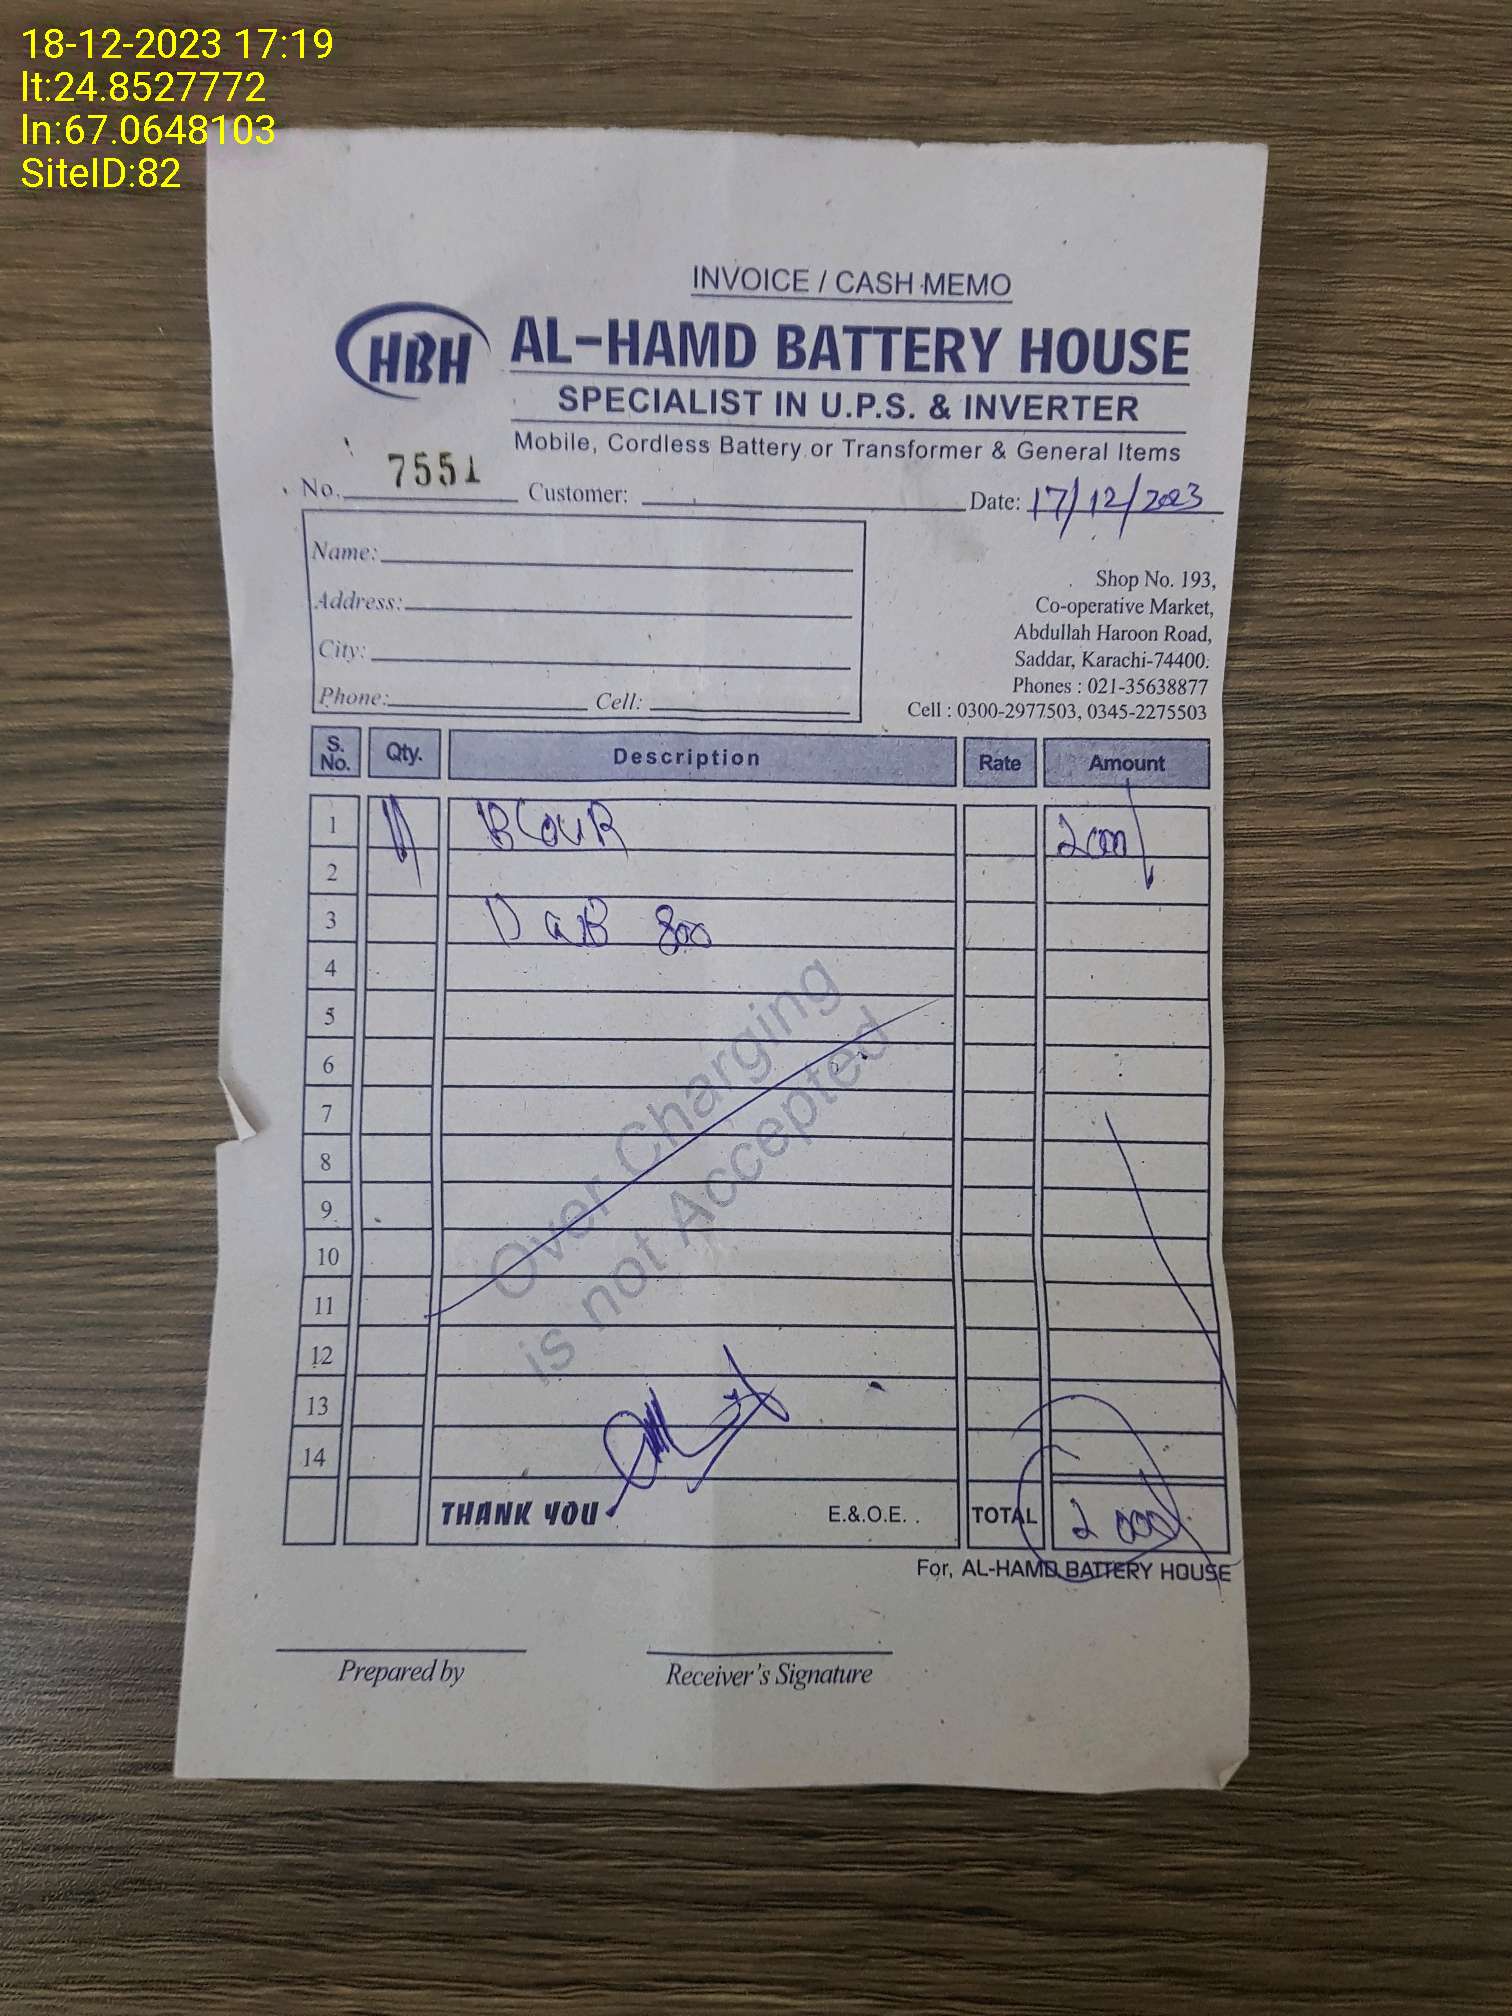 18-12-2023 17:19
lt:24.8527772
ln:67.0648103
SiteID:82
INVOICE / CASH MEMO
HBH
AL-HAMD BATTERY HOUSE
SPECIALIST IN U.P.S. & INVERTER
Mobile, Cordless Battery or Transformer & General Items
No. 7551 Customer: Date: 17/12/2023
Name:
Address:
City:
Phone: Cell:
Shop No. 193,
Co-operative Market,
Abdullah Haroon Road,
Saddar, Karachi-74400.
Phones : 021-35638877
Cell : 0300-2977503, 0345-2275503
S. No. Qty. Description Rate Amount
1 BLOUR 2000
2
3 800
4
5
6
7
8
9
10
11
12
13
14
Over Charging
is not Accepted
THANK YOU E.&.O.E. TOTAL 2000
For, AL-HAMD BATTERY HOUSE
Prepared by Receiver's Signature